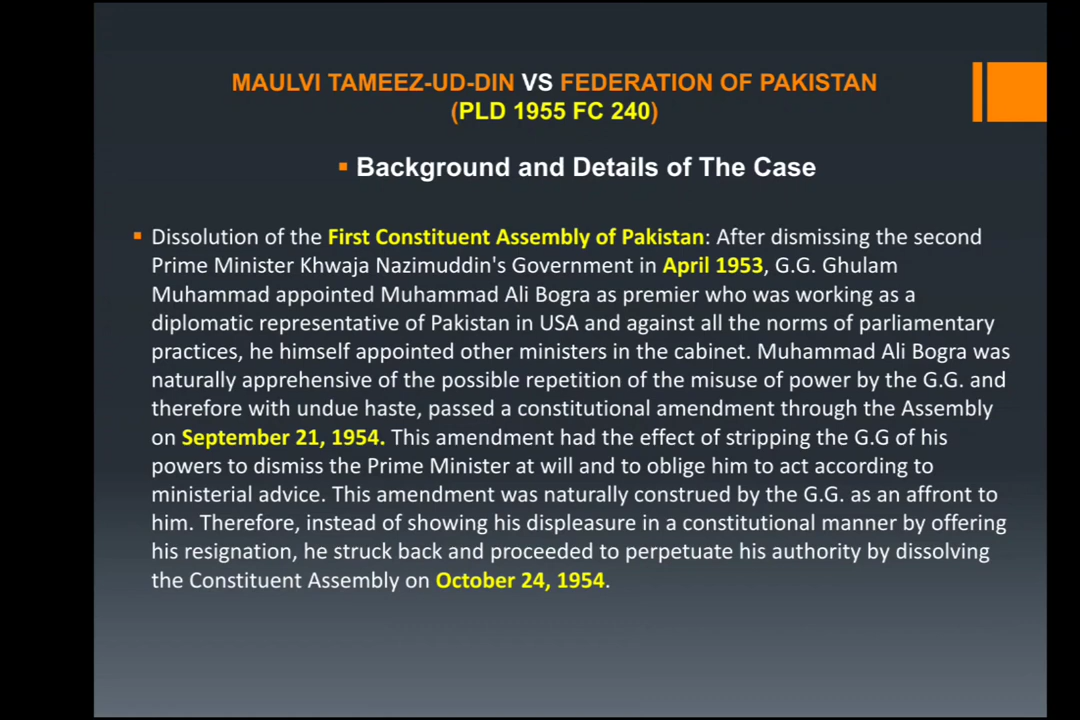 MAULVI TAMEEZ-UD-DIN VS FEDERATION OF PAKISTAN
(PLD 1955 FC 240)
▪ Background and Details of The Case
▪ Dissolution of the First Constituent Assembly of Pakistan: After dismissing the second
Prime Minister Khwaja Nazimuddin's Government in April 1953, G.G. Ghulam
Muhammad appointed Muhammad Ali Bogra as premier who was working as a
diplomatic representative of Pakistan in USA and against all the norms of parliamentary
practices, he himself appointed other ministers in the cabinet. Muhammad Ali Bogra was
naturally apprehensive of the possible repetition of the misuse of power by the G.G. and
therefore with undue haste, passed a constitutional amendment through the Assembly
on September 21, 1954. This amendment had the effect of stripping the G.G of his
powers to dismiss the Prime Minister at will and to oblige him to act according to
ministerial advice. This amendment was naturally construed by the G.G. as an affront to
him. Therefore, instead of showing his displeasure in a constitutional manner by offering
his resignation, he struck back and proceeded to perpetuate his authority by dissolving
the Constituent Assembly on October 24, 1954.